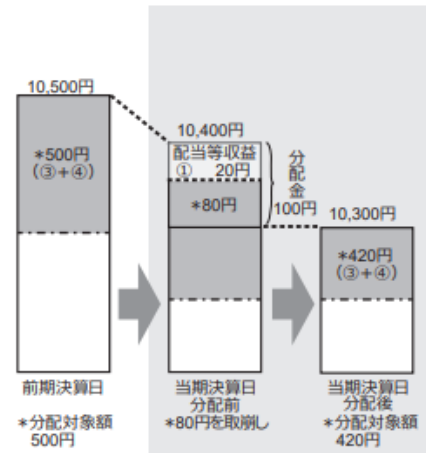 10,500円
*500円
(③+④)
前期決算日
*分配対象額
500円
10,400円
配当等収益
① 20円
*80円
分配金
100円
当期決算日
分配前
*80円を取崩し
10,300円
*420円
(③+④)
当期決算日
分配後
*分配対象額
420円